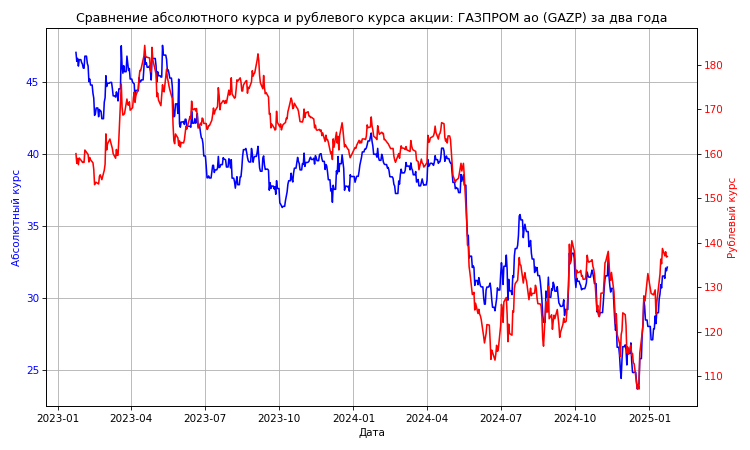 Сравнение абсолютного курса и рублевого курса акции: ГАЗПРОМ ао (GAZP) за два года
Абсолютный курс
45
40
35
30
25
Рублевый курс
180
170
160
150
140
130
120
110
2023-01 2023-04 2023-07 2023-10 2024-01 2024-04 2024-07 2024-10 2025-01
Дата